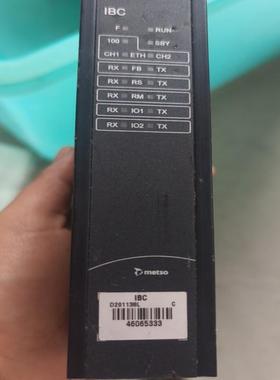 IBC
F RUN
100 SBY
CH1 ETH CH2
RX FB TX
RX RS TX
RX RM TX
RX IO1 TX
RX IO2 TX
metso
IBC
D201138L C
46065333